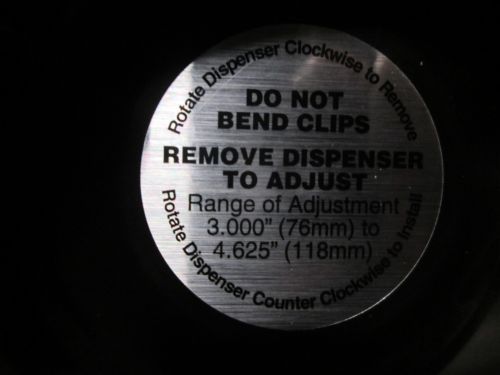 Rotate Dispenser Clockwise to Remove
DO NOT
BEND CLIPS
REMOVE DISPENSER
TO ADJUST
Range of Adjustment
3.000" (76mm) to
4.625" (118mm)
Rotate Dispenser Counter Clockwise to Install